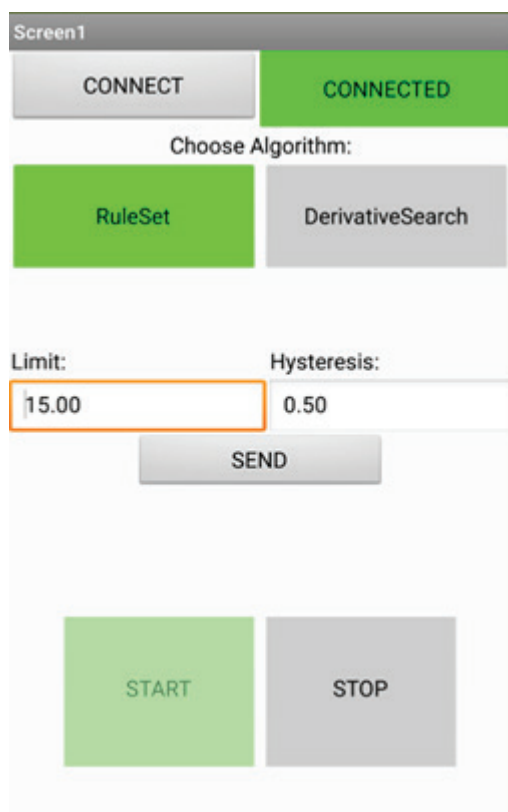 Screen1
CONNECT
CONNECTED
Choose Algorithm:
RuleSet
DerivativeSearch
Limit:
Hysteresis:
15.00
0.50
SEND
START
STOP